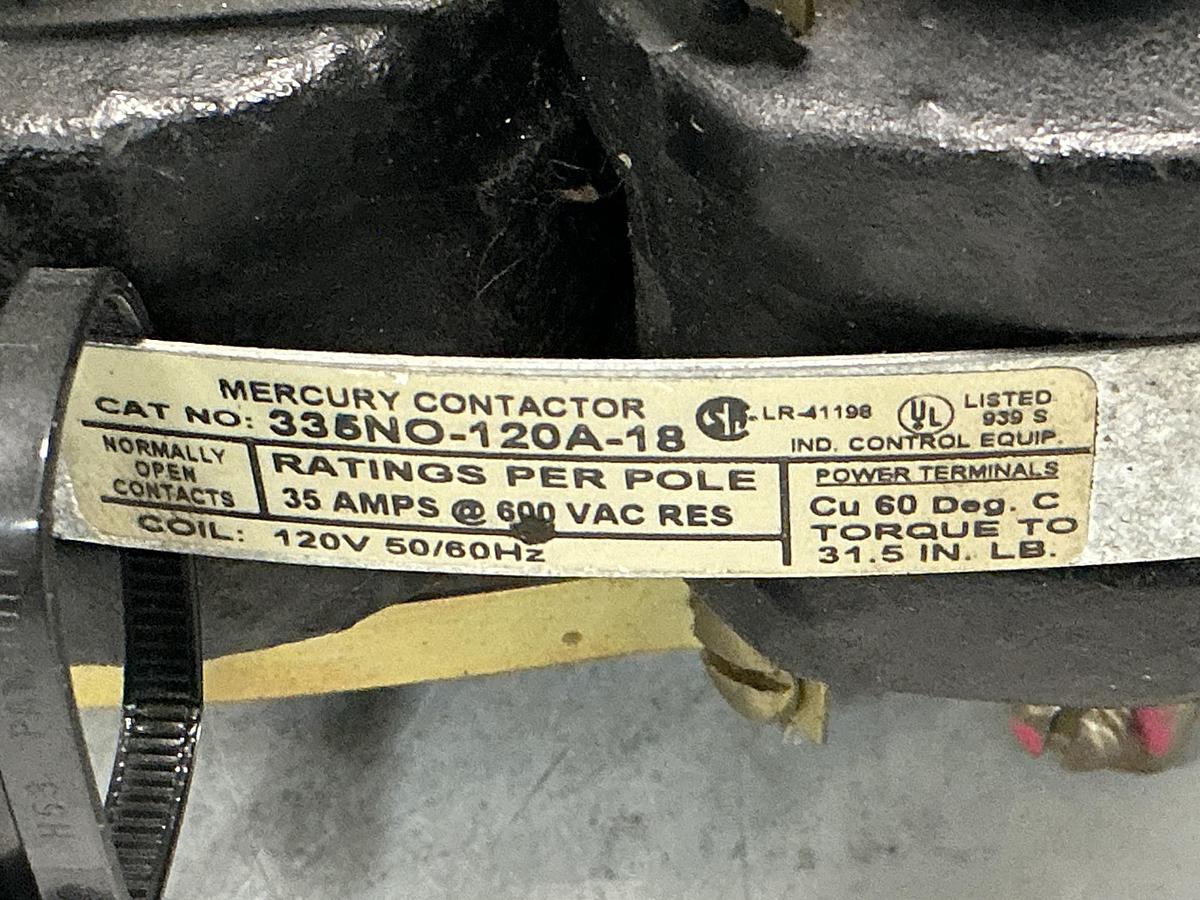 MERCURY CONTACTOR
CAT NO: 335NO-120A-18
LR-41198
UL
LISTED
939 S
IND. CONTROL EQUIP.
NORMALLY
OPEN
CONTACTS
RATINGS PER POLE
35 AMPS @ 600 VAC RES
COIL: 120V 50/60Hz
POWER TERMINALS
Cu 60 Deg. C
TORQUE TO
31.5 IN. LB.